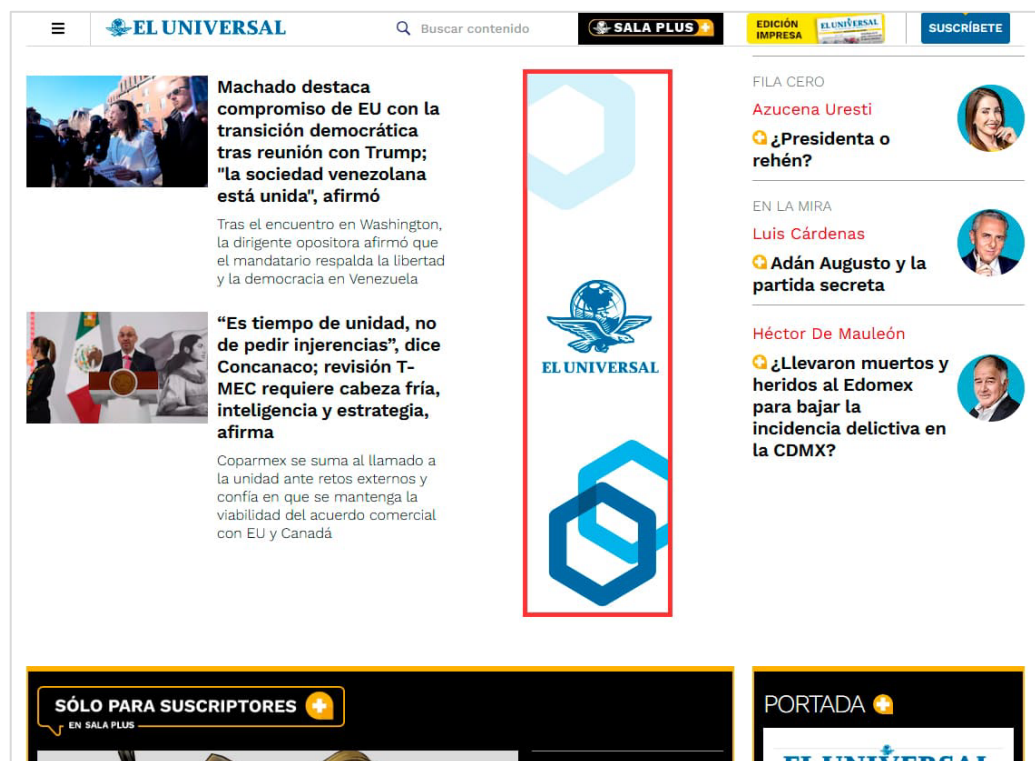 EL UNIVERSAL
Buscar contenido
SALA PLUS
EDICIÓN
IMPRESA
EL UNIVERSAL
SUSCRÍBETE
Machado destaca
compromiso de EU con la
transición democrática
tras reunión con Trump;
"la sociedad venezolana
está unida", afirmó
Tras el encuentro en Washington,
la dirigente opositora afirmó que
el mandatario respalda la libertad
y la democracia en Venezuela
“Es tiempo de unidad, no
de pedir injerencias”, dice
Concanaco; revisión T-
MEC requiere cabeza fría,
inteligencia y estrategia,
afirma
Coparmex se suma al llamado a
la unidad ante retos externos y
confía en que se mantenga la
viabilidad del acuerdo comercial
con EU y Canadá
EL UNIVERSAL
FILA CERO
Azucena Uresti
¿Presidenta o
rehén?
EN LA MIRA
Luis Cárdenas
Adán Augusto y la
partida secreta
Héctor De Mauleón
¿Llevaron muertos y
heridos al Edomex
para bajar la
incidencia delictiva en
la CDMX?
SÓLO PARA SUSCRIPTORES
EN SALA PLUS
PORTADA
EL UNIVERSAL